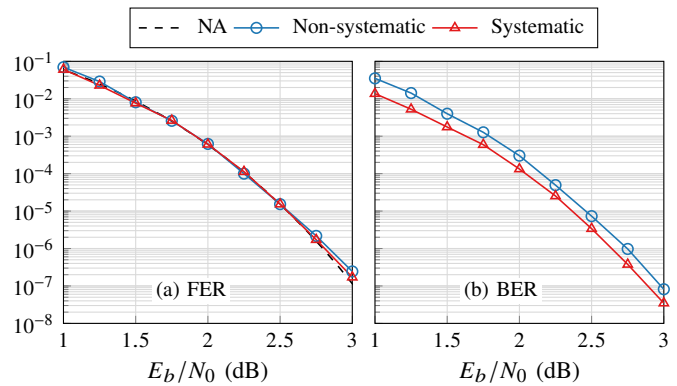 NA Non-systematic Systematic
10⁻¹
10⁻²
10⁻³
10⁻⁴
10⁻⁵
10⁻⁶
10⁻⁷
10⁻⁸
(a) FER
(b) BER
1 1.5 2 2.5 3
1 1.5 2 2.5 3
E_b/N_0 (dB)
E_b/N_0 (dB)